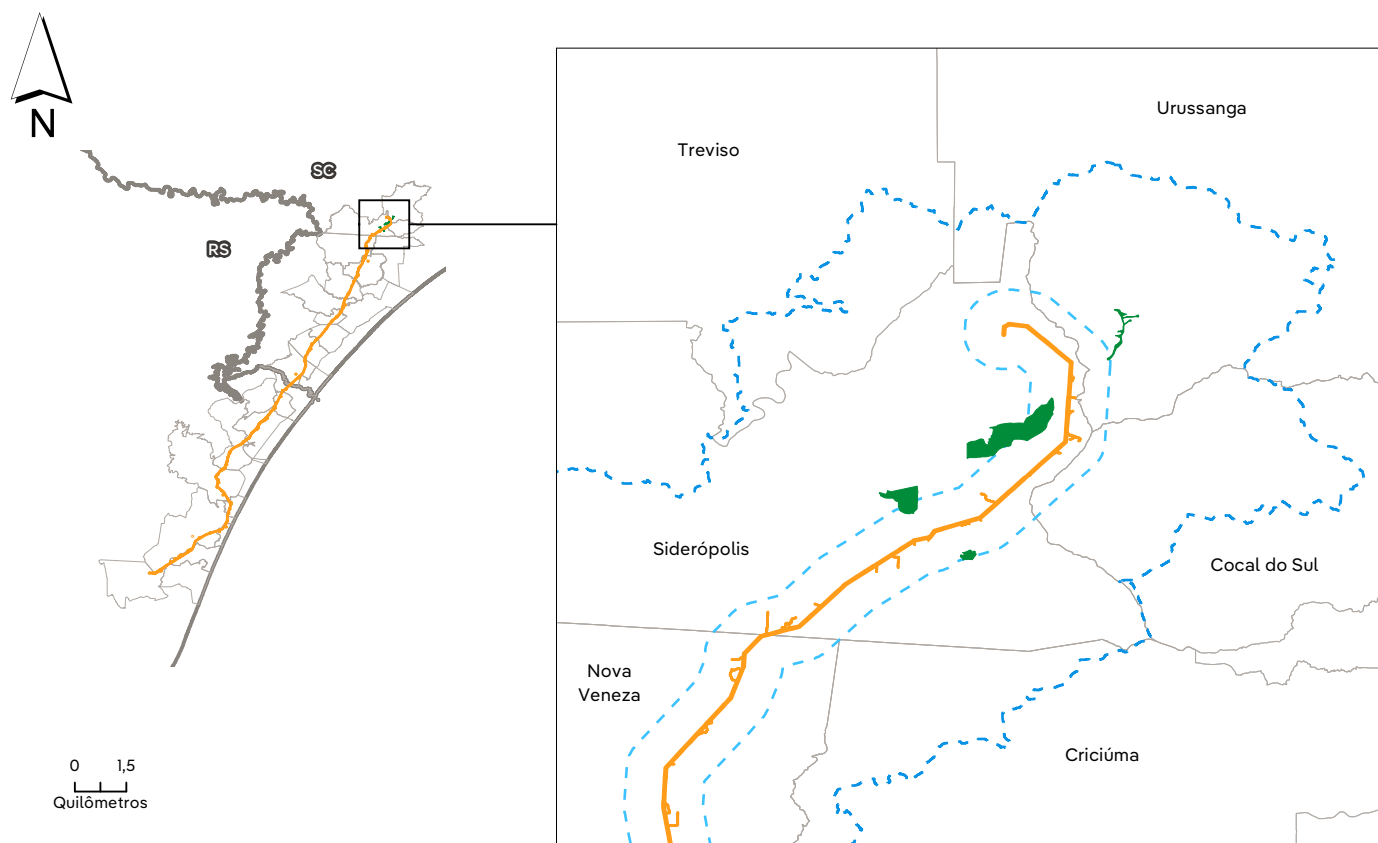 N
SC
RS
Urussanga
Treviso
Siderópolis
Cocal do Sul
Nova
Veneza
Criciúma
0 1,5
Quilômetros